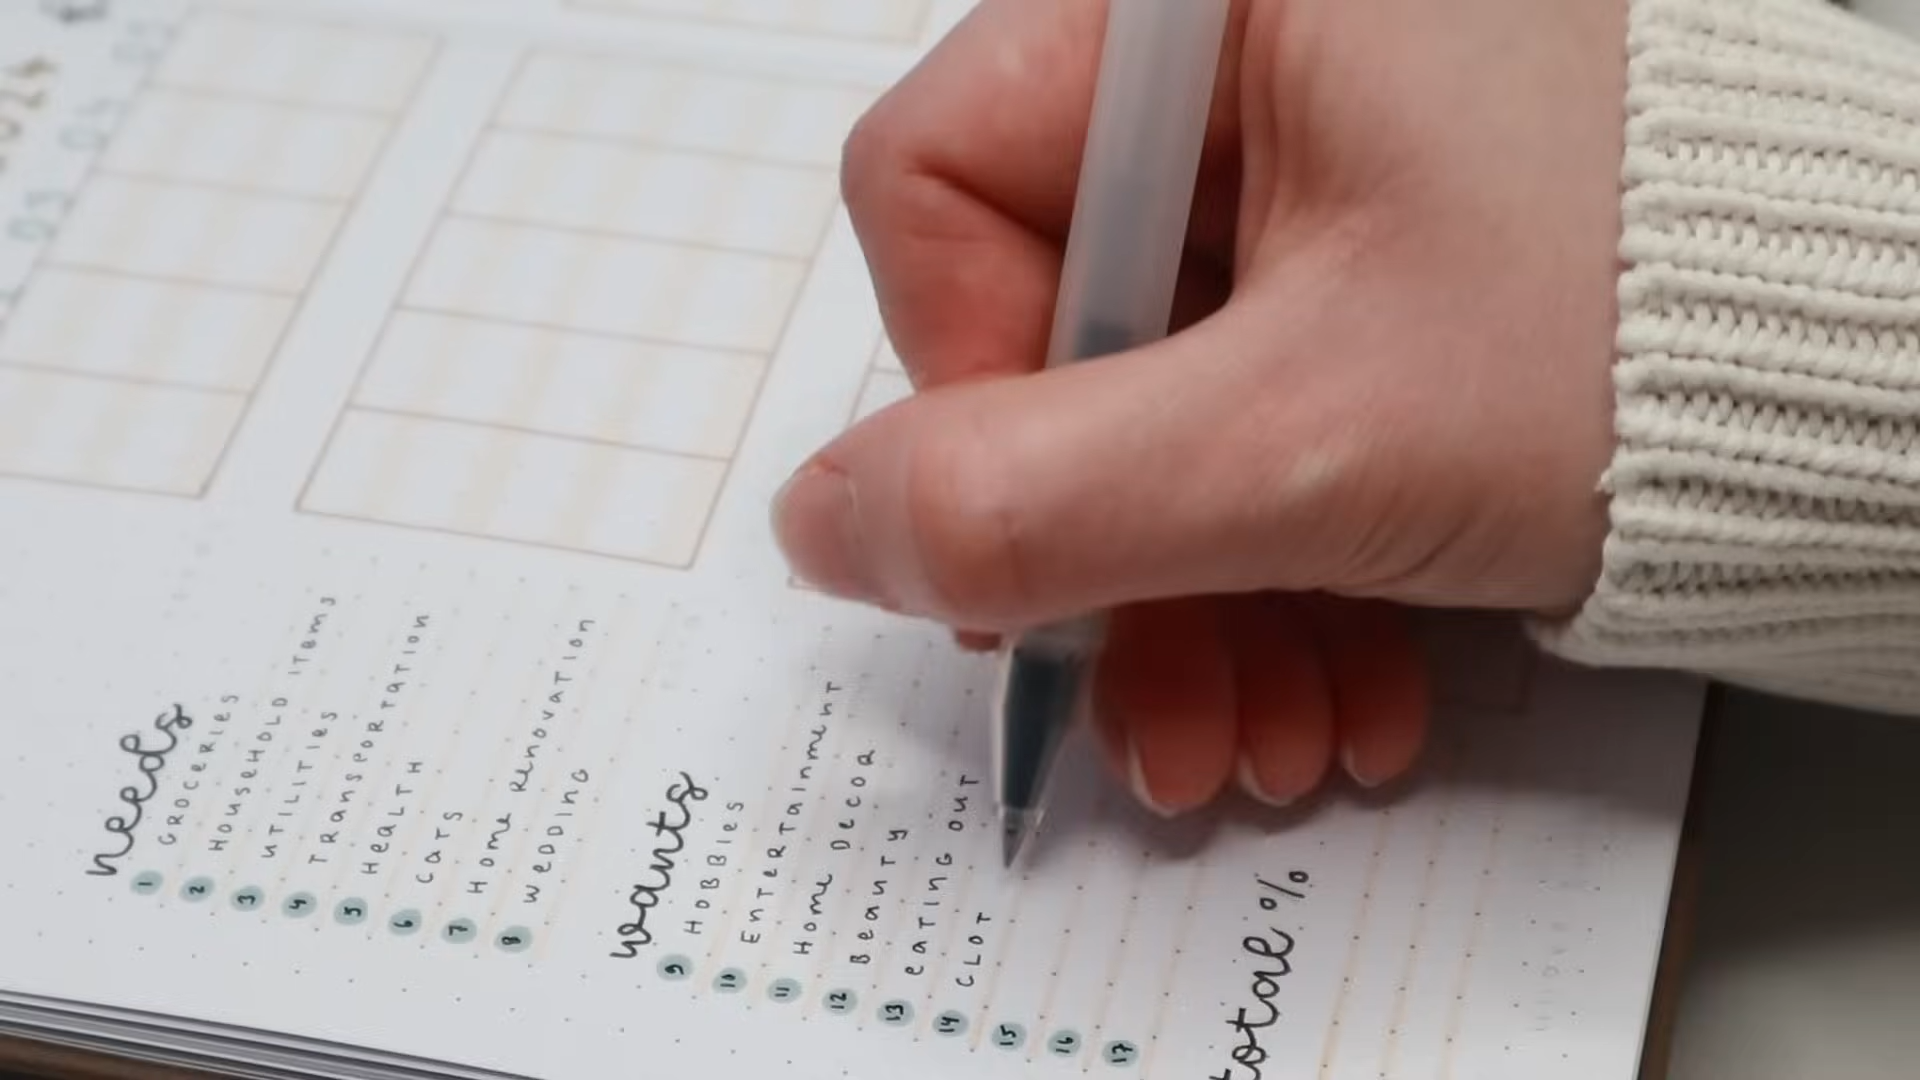 needs
1 GROCERIES
2 HOUSEHOLD ITEMS
3 UTILITIES
4 TRANSPORTATION
5 HEALTH
6 CATS
7 HOME RENOVATION
8 WEDDING
wants
9 HOBBIES
10 ENTERTAINMENT
11 HOME DECOR
12 BEAUTY
13 EATING OUT
14 CLOT
15
16
17
total %